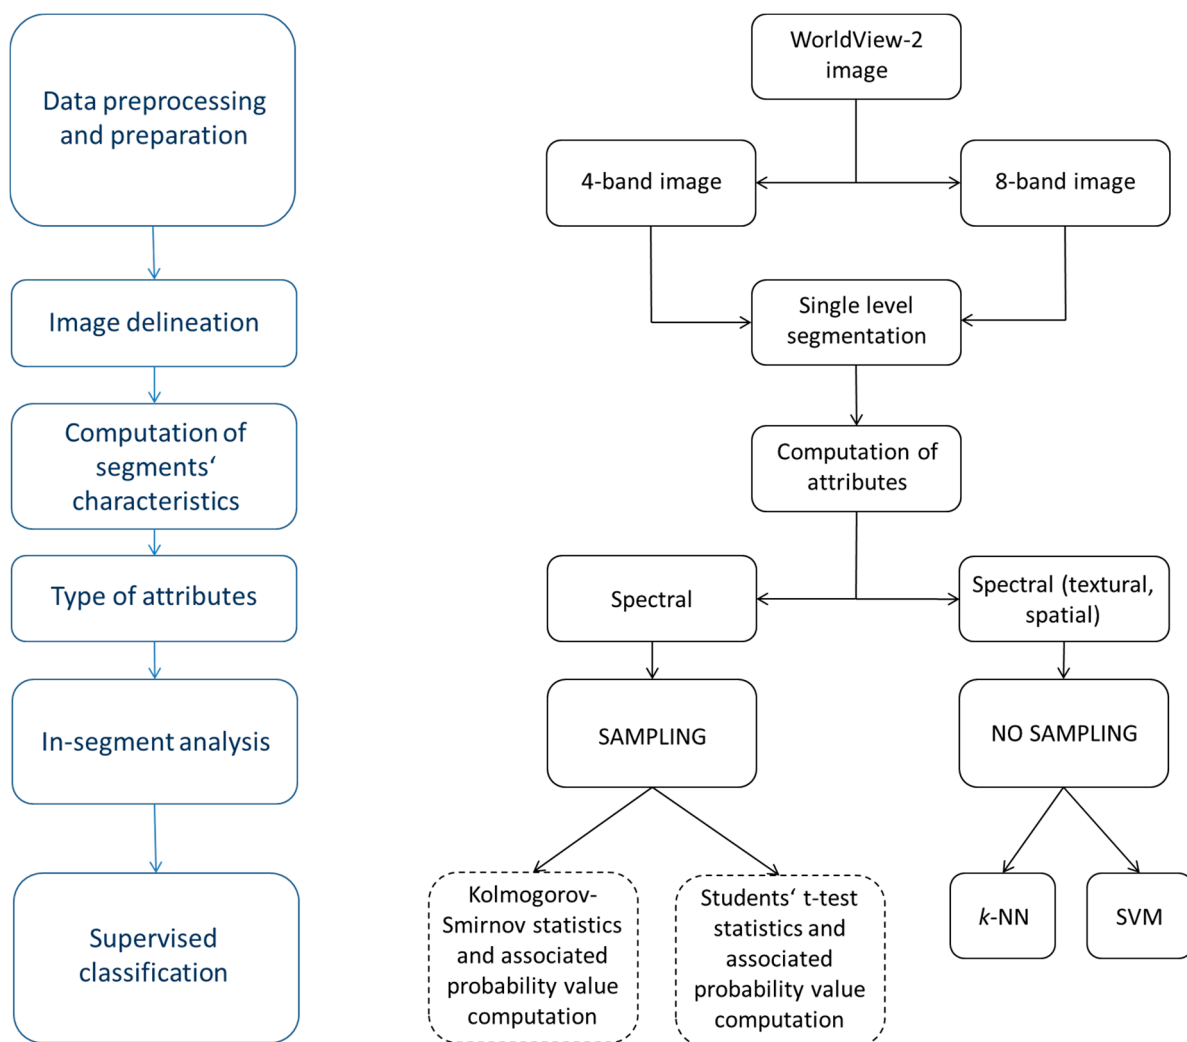 Data preprocessing
and preparation
Image delineation
Computation of
segments‘
characteristics
Type of attributes
In-segment analysis
Supervised
classification
WorldView-2
image
4-band image
8-band image
Single level
segmentation
Computation of
attributes
Spectral
Spectral (textural,
spatial)
SAMPLING
NO SAMPLING
Kolmogorov-
Smirnov statistics
and associated
probability value
computation
Students‘ t-test
statistics and
associated
probability value
computation
k-NN
SVM